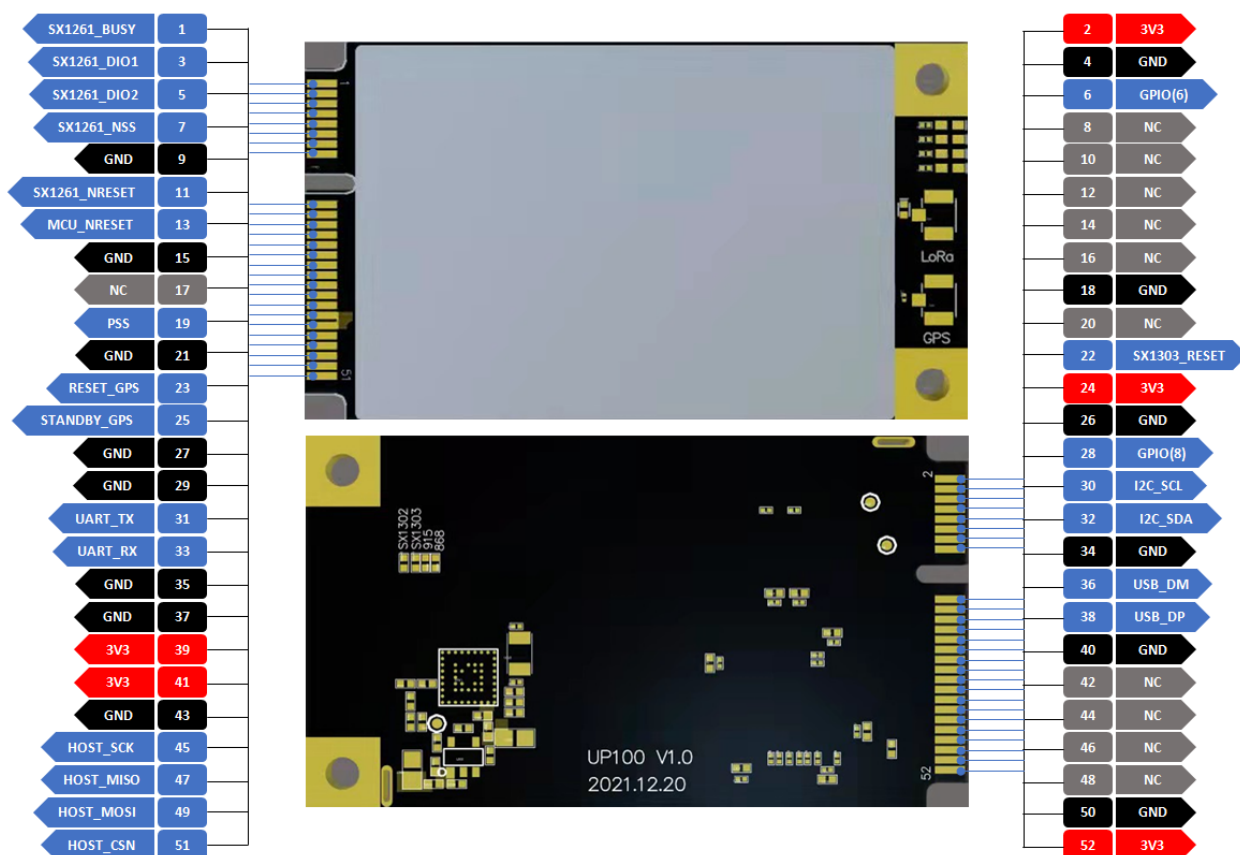 SX1261_BUSY 1
SX1261_DIO1 3
SX1261_DIO2 5
SX1261_NSS 7
GND 9
SX1261_NRESET 11
MCU_NRESET 13
GND 15
NC 17
PSS 19
GND 21
RESET_GPS 23
STANDBY_GPS 25
GND 27
GND 29
UART_TX 31
UART_RX 33
GND 35
GND 37
3V3 39
3V3 41
GND 43
HOST_SCK 45
HOST_MISO 47
HOST_MOSI 49
HOST_CSN 51
1
51
LoRa
GPS
2
52
SX1302
SX1303
915
868
UP100 V1.0
2021.12.20
2 3V3
4 GND
6 GPIO(6)
8 NC
10 NC
12 NC
14 NC
16 NC
18 GND
20 NC
22 SX1303_RESET
24 3V3
26 GND
28 GPIO(8)
30 I2C_SCL
32 I2C_SDA
34 GND
36 USB_DM
38 USB_DP
40 GND
42 NC
44 NC
46 NC
48 NC
50 GND
52 3V3